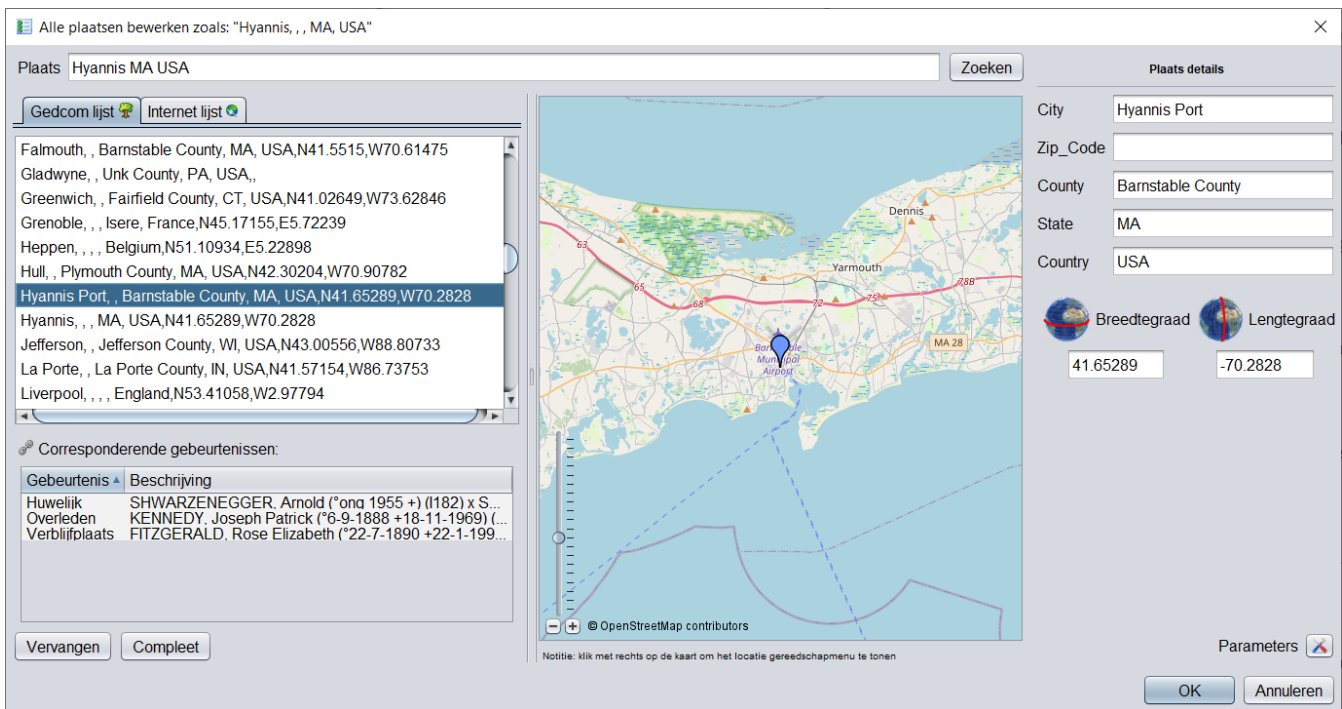 Alle plaatsen bewerken zoals: "Hyannis, , , MA, USA"
Plaats Hyannis MA USA Zoeken
Gedcom lijst Internet lijst
Falmouth, , Barnstable County, MA, USA,N41.5515,W70.61475
Gladwyne, , Unk County, PA, USA,,
Greenwich, , Fairfield County, CT, USA,N41.02649,W73.62846
Grenoble, , , Isere, France,N45.17155,E5.72239
Heppen, , , , Belgium,N51.10934,E5.22898
Hull, , Plymouth County, MA, USA,N42.30204,W70.90782
Hyannis Port, , Barnstable County, MA, USA,N41.65289,W70.2828
Hyannis, , , MA, USA,N41.65289,W70.2828
Jefferson, , Jefferson County, WI, USA,N43.00556,W88.80733
La Porte, , La Porte County, IN, USA,N41.57154,W86.73753
Liverpool, , , , England,N53.41058,W2.97794
Corresponderende gebeurtenissen:
Gebeurtenis Beschrijving
Huwelijk SHWARZENEGGER, Arnold (°ong 1955 +) (I182) x S...
Overleden KENNEDY, Joseph Patrick (°6-9-1888 +18-11-1969) (...
Verblijfplaats FITZGERALD, Rose Elizabeth (°22-7-1890 +22-1-199...
Vervangen Compleet
Dennis
63
Yarmouth
65
78B
68
72
75
MA 28
Barnstable
Municipal
Airport
© OpenStreetMap contributors
Notitie: klik met rechts op de kaart om het locatie gereedschapmenu te tonen
Plaats details
City Hyannis Port
Zip_Code
County Barnstable County
State MA
Country USA
Breedtegraad Lengtegraad
41.65289 -70.2828
Parameters
OK Annuleren